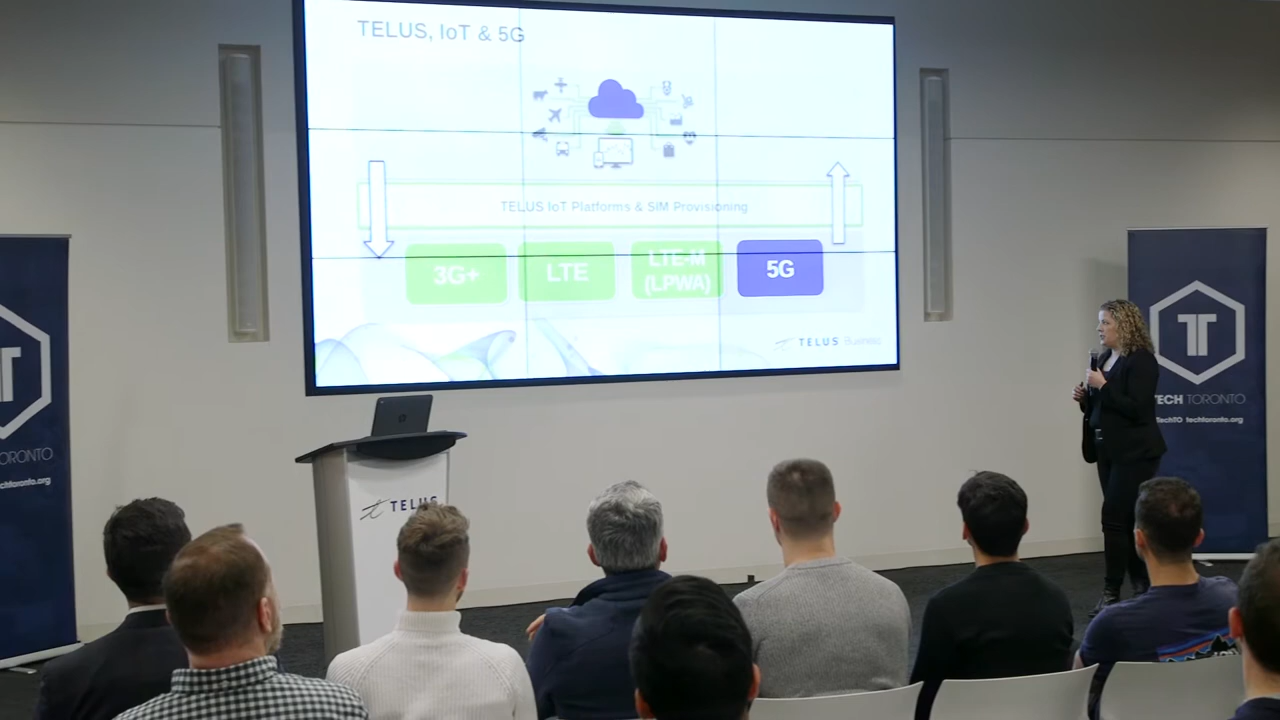 TELUS, IoT & 5G
TELUS IoT Platforms & SIM Provisioning
3G+
LTE
LTE-M
(LPWA)
5G
TELUS Business
TELUS
TECH TORONTO
TechTO techtoronto.org
ORONTO
chtoronto.org